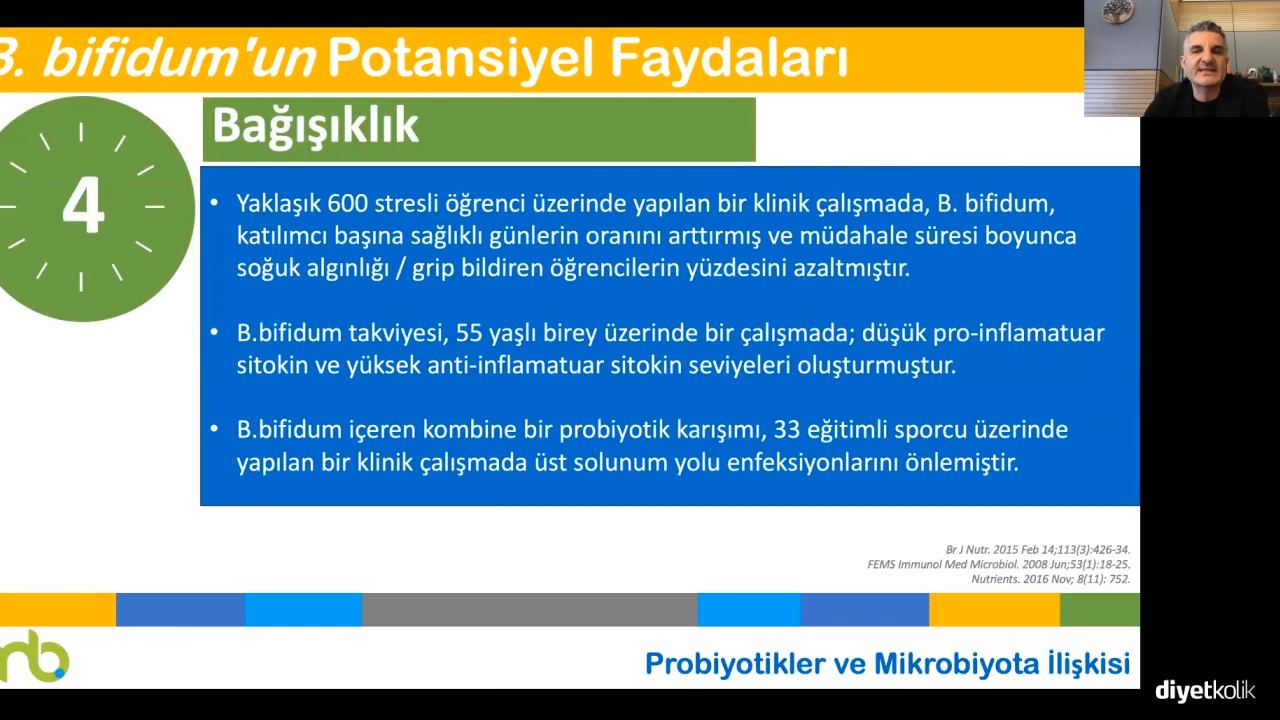 B. bifidum'un Potansiyel Faydaları
Bağışıklık
4
• Yaklaşık 600 stresli öğrenci üzerinde yapılan bir klinik çalışmada, B. bifidum,
katılımcı başına sağlıklı günlerin oranını arttırmış ve müdahale süresi boyunca
soğuk algınlığı / grip bildiren öğrencilerin yüzdesini azaltmıştır.
• B.bifidum takviyesi, 55 yaşlı birey üzerinde bir çalışmada; düşük pro-inflamatuar
sitokin ve yüksek anti-inflamatuar sitokin seviyeleri oluşturmuştur.
• B.bifidum içeren kombine bir probiyotik karışımı, 33 eğitimli sporcu üzerinde
yapılan bir klinik çalışmada üst solunum yolu enfeksiyonlarını önlemiştir.
Br J Nutr. 2015 Feb 14;113(3):426-34.
FEMS Immunol Med Microbiol. 2008 Jun;53(1):18-25.
Nutrients. 2016 Nov; 8(11): 752.
Probiyotikler ve Mikrobiyota İlişkisi
diyetkolik